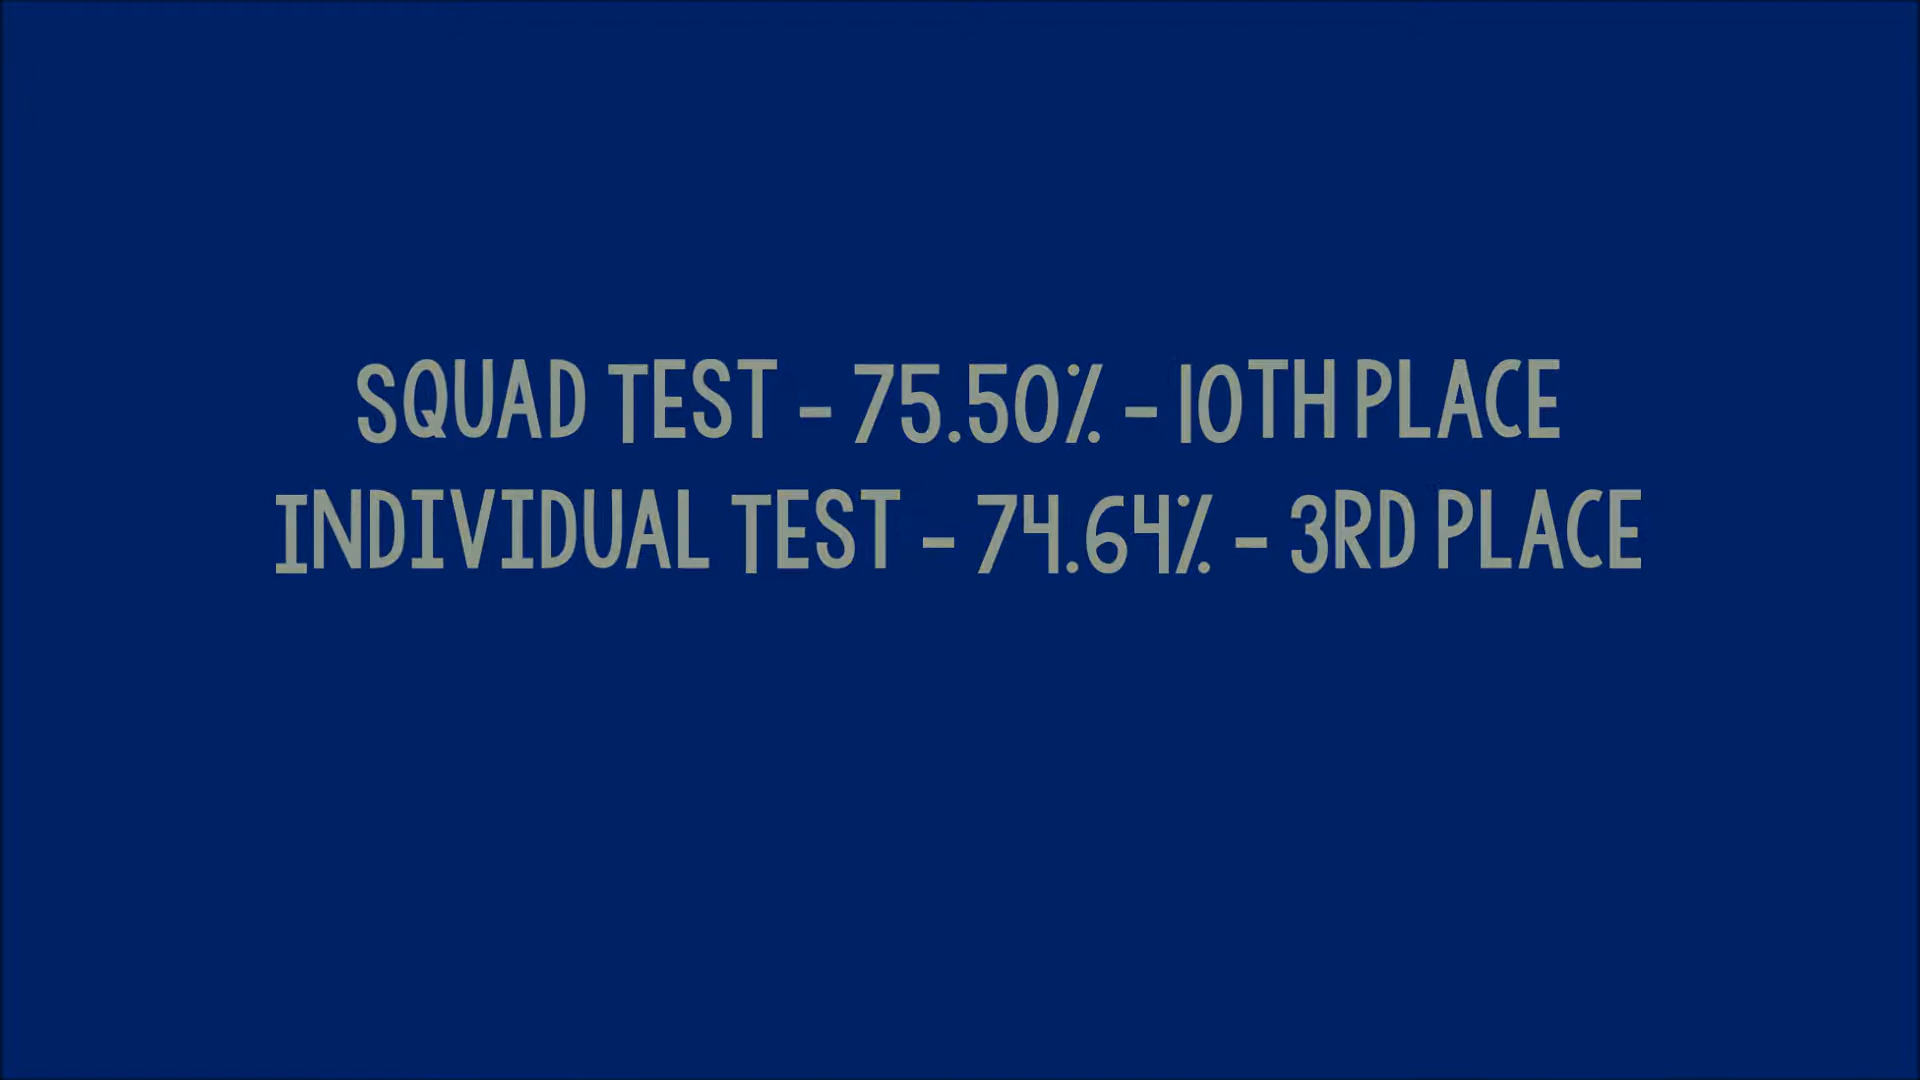 SQUAD TEST - 75.50% - 10TH PLACE
INDIVIDUAL TEST - 74.64% - 3RD PLACE